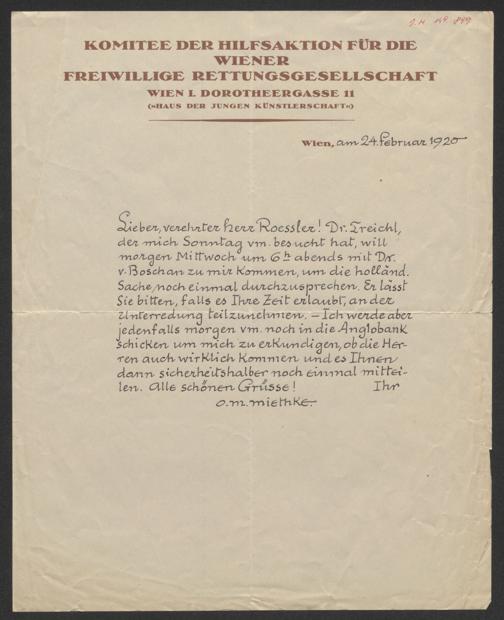 J.N 149.849
KOMITEE DER HILFSAKTION FÜR DIE
WIENER
FREIWILLIGE RETTUNGSGESELLSCHAFT
WIEN I. DOROTHEERGASSE 11
(»HAUS DER JUNGEN KÜNSTLERSCHAFT«)
Wien, am 24. Februar 1920
Lieber, verehrter Herr Roessler! Dr. Treichl,
der mich Sonntag vm. besucht hat, will
morgen Mittwoch um 6h abends mit Dr.
v. Boschan zu mir kommen, um die holländ.
Sache noch einmal durchzusprechen. Er lässt
Sie bitten, falls es Ihre Zeit erlaubt, an der
Unterredung teilzunehmen. – Ich werde aber
jedenfalls morgen vm. noch in die Anglobank
schicken um mich zu erkundigen, ob die Her-
ren auch wirklich kommen und es Ihnen
dann sicherheitshalber noch einmal mittei-
len. Alle schönen Grüsse! Ihr
O.M. Miethke.